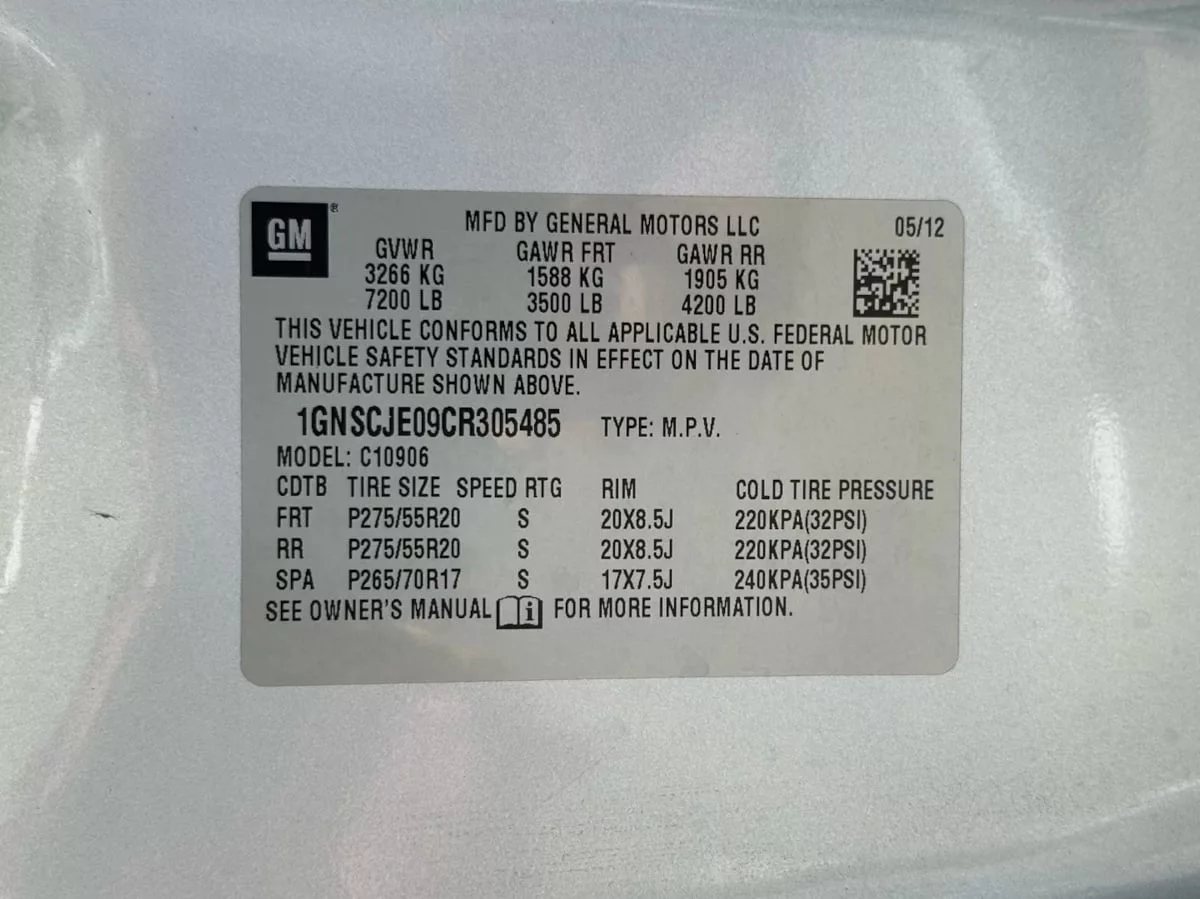 GM ®
MFD BY GENERAL MOTORS LLC 05/12
GVWR GAWR FRT GAWR RR
3266 KG 1588 KG 1905 KG
7200 LB 3500 LB 4200 LB
THIS VEHICLE CONFORMS TO ALL APPLICABLE U.S. FEDERAL MOTOR
VEHICLE SAFETY STANDARDS IN EFFECT ON THE DATE OF
MANUFACTURE SHOWN ABOVE.
1GNSCJE09CR305485 TYPE: M.P.V.
MODEL: C10906
CDTB TIRE SIZE SPEED RTG RIM COLD TIRE PRESSURE
FRT P275/55R20 S 20X8.5J 220KPA(32PSI)
RR P275/55R20 S 20X8.5J 220KPA(32PSI)
SPA P265/70R17 S 17X7.5J 240KPA(35PSI)
SEE OWNER'S MANUAL i FOR MORE INFORMATION.